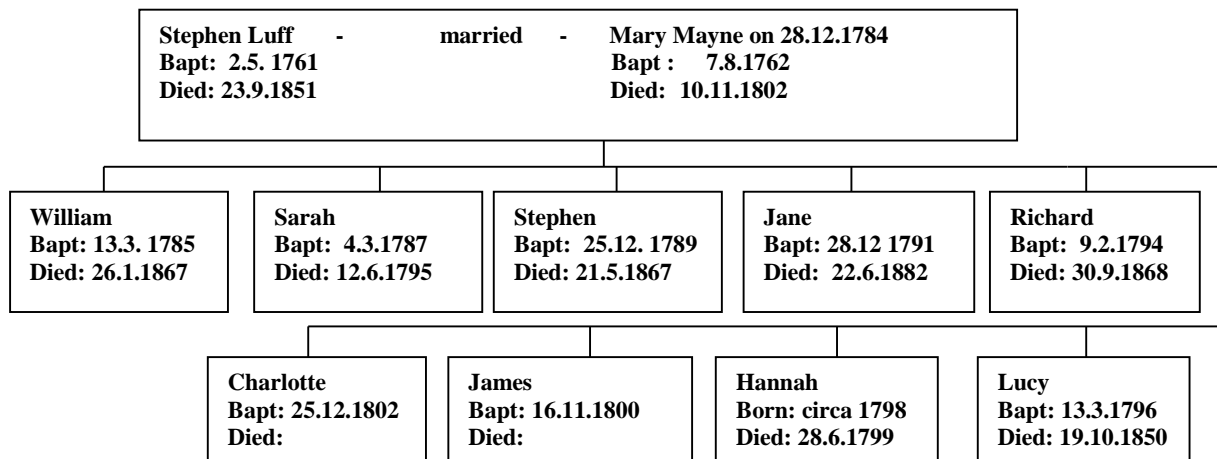 Stephen Luff - married - Mary Mayne on 28.12.1784
Bapt: 2.5. 1761 Bapt : 7.8.1762
Died: 23.9.1851 Died: 10.11.1802
William
Bapt: 13.3. 1785
Died: 26.1.1867
Sarah
Bapt: 4.3.1787
Died: 12.6.1795
Stephen
Bapt: 25.12. 1789
Died: 21.5.1867
Jane
Bapt: 28.12 1791
Died: 22.6.1882
Richard
Bapt: 9.2.1794
Died: 30.9.1868
Charlotte
Bapt: 25.12.1802
Died:
James
Bapt: 16.11.1800
Died:
Hannah
Born: circa 1798
Died: 28.6.1799
Lucy
Bapt: 13.3.1796
Died: 19.10.1850